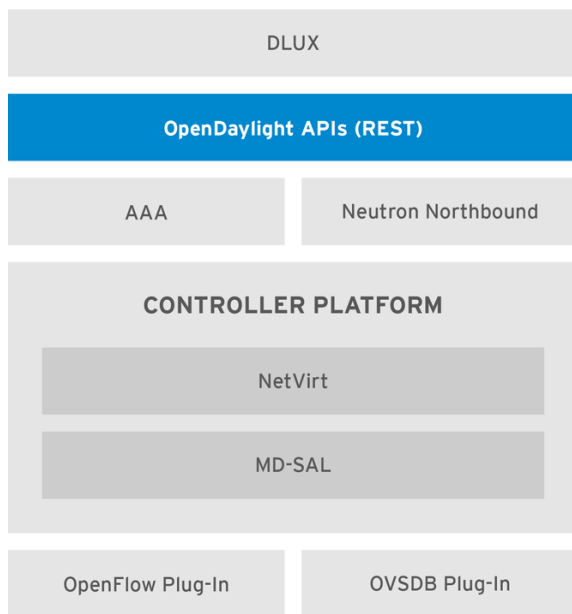 DLUX
OpenDaylight APIs (REST)
AAA
Neutron Northbound
CONTROLLER PLATFORM
NetVirt
MD-SAL
OpenFlow Plug-In
OVSDB Plug-In